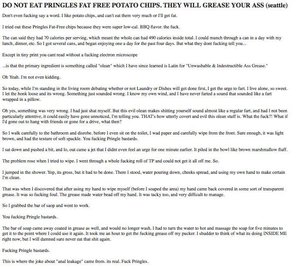 DO NOT EAT PRINGLES FAT FREE POTATO CHIPS. THEY WILL GREASE YOUR ASS (seattle)
Don't even fucking say a word. I like potato chips, and can't eat them very much or I'll get fat.
I tried out these Pringles Fat-Free chips because they were super low-cal. BBQ flavor the fuck.
The can said they had 70 calories per serving, which meant the whole can had 490 calories inside total. I could munch through a can in a day with my
lunch, dinner, etc. So I got several cans, and began enjoying one a day for the past four days. But what they dont fucking tell you...
Except in tiny print you cant read without a fucking electron microscope
...is that the primary ingredient is something called "olean" which I have since learned is Latin for "Unwashable & Indestructible Ass Grease."
Oh Yeah. I'm not even kidding.
So today, while I'm standing in the living room debating whether or not Laundry or Dishes will get done first, I get the urge to fart. I live alone, so sweet.
I let the honk loose and its wrong. Something just sounded wrong. I know my own wind, and I have never farted a sound that sounded like a fart
wrapped in a pillow.
Oh yes, something was very wrong. I had just shat myself. But this evil olean makes shitting yourself sound almost like a regular fart, and had I not been
particularly attentive, it could easily have gone unnoticed, I'm telling you. THAT's how utterly covert and evil this olean stuff is. What the fuck?! What if
I'd gone out to hang with friends or gone for a drive, what then?
So I walk carefully to the bathroom and disrobe, before I even sit on the toilet, I wad paper and carefully wipe from the front. Sure enough, it was light
brown, and had the texture of soft spackle. You fucking Pringle bastards.
I sat down and pushed a bit, and lo, out came a jet that I didnt even feel an urge for one minute earlier. It piled in the bowl like brown marshmallow fluff.
The problem rose when I tried to wipe. I went through a whole fucking roll of TP and could not get it all off me. So.
I jumped in the shower. Yep, its gross, but it had to be done. There I stood, water pouring down, cheeks spread, and using my own hand to make certain
I'm clean.
That was when I discovered that after using my hand to wipe myself (before I soaped the area) my hand came back covered in some sort of transparent
grease. It was so fucking foul. The grease made water bead off my hand. It was tacky too, and very difficult to manage.
So I grabbed the bar of soap and went to work.
You fucking Pringle bastards.
The bar of soap came away coated in grease as well, and would no longer wash. I had to turn the water to hot and massage the soap for five minutes to
get it to the point where I could use it again. It took me an hour to get the fucking grease off my pucker. I shudder to think of what its doing INSIDE ME
right now, but I will damned sure never eat that shit again.
Fucking Pringle bastards.
This is where the joke about "anal leakage" came from. its real. Fuck Pringles.